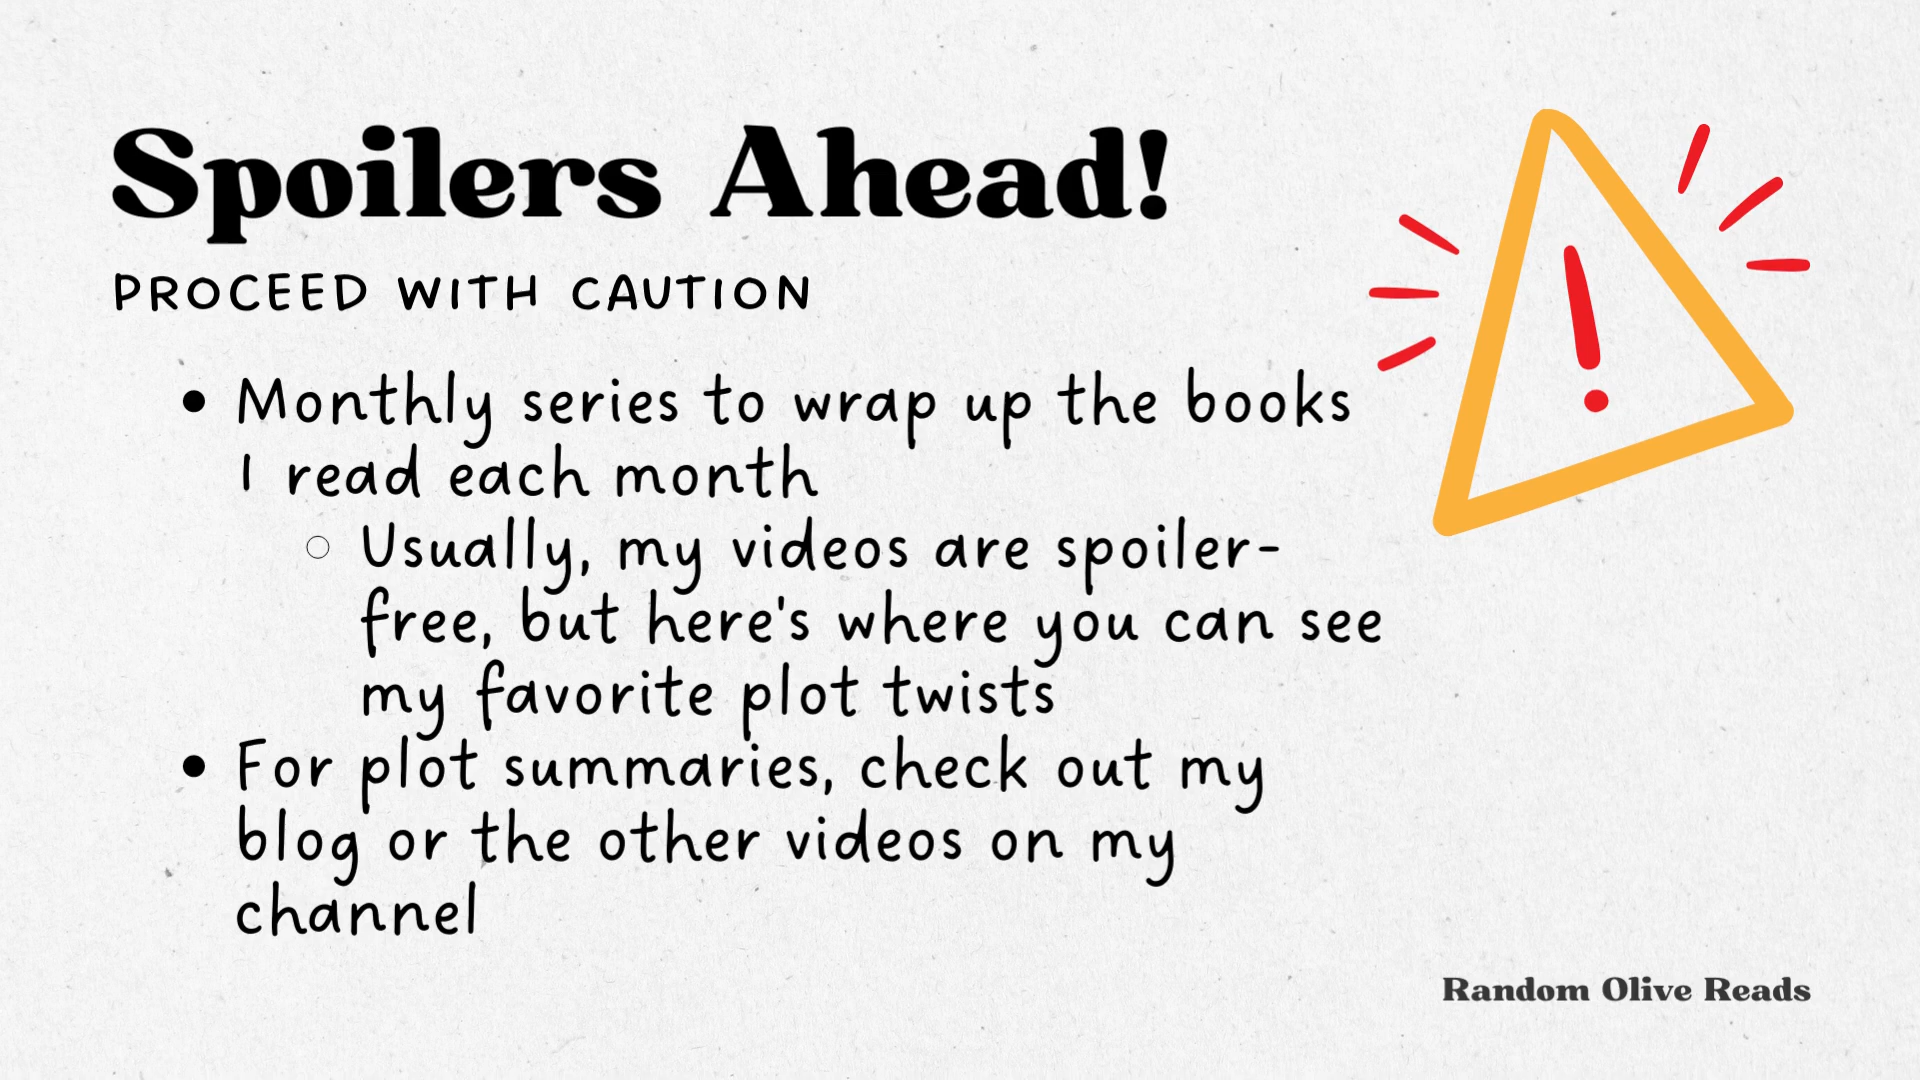 Spoilers Ahead!
PROCEED WITH CAUTION
• Monthly series to wrap up the books
I read each month
○ Usually, my videos are spoiler-
free, but here's where you can see
my favorite plot twists
• For plot summaries, check out my
blog or the other videos on my
channel
Random Olive Reads